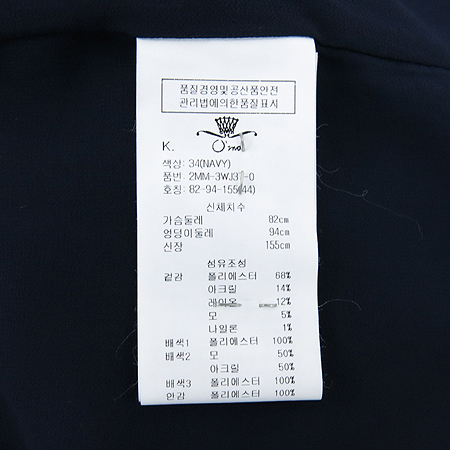 품질경영및공산품안전
관리법에의한품질표시
K.
색상: 34(NAVY)
호칭: 82-94-155(44)
신체치수
가슴둘레 82cm
엉덩이둘레 94cm
신장 155cm
섬유조성
겉감 폴리에스터 68%
아크릴 14%
레이온 12%
모 5%
나일론 1%
배색1 폴리에스터 100%
배색2 모 50%
아크릴 50%
배색3 폴리에스터 100%
안감 폴리에스터 100%